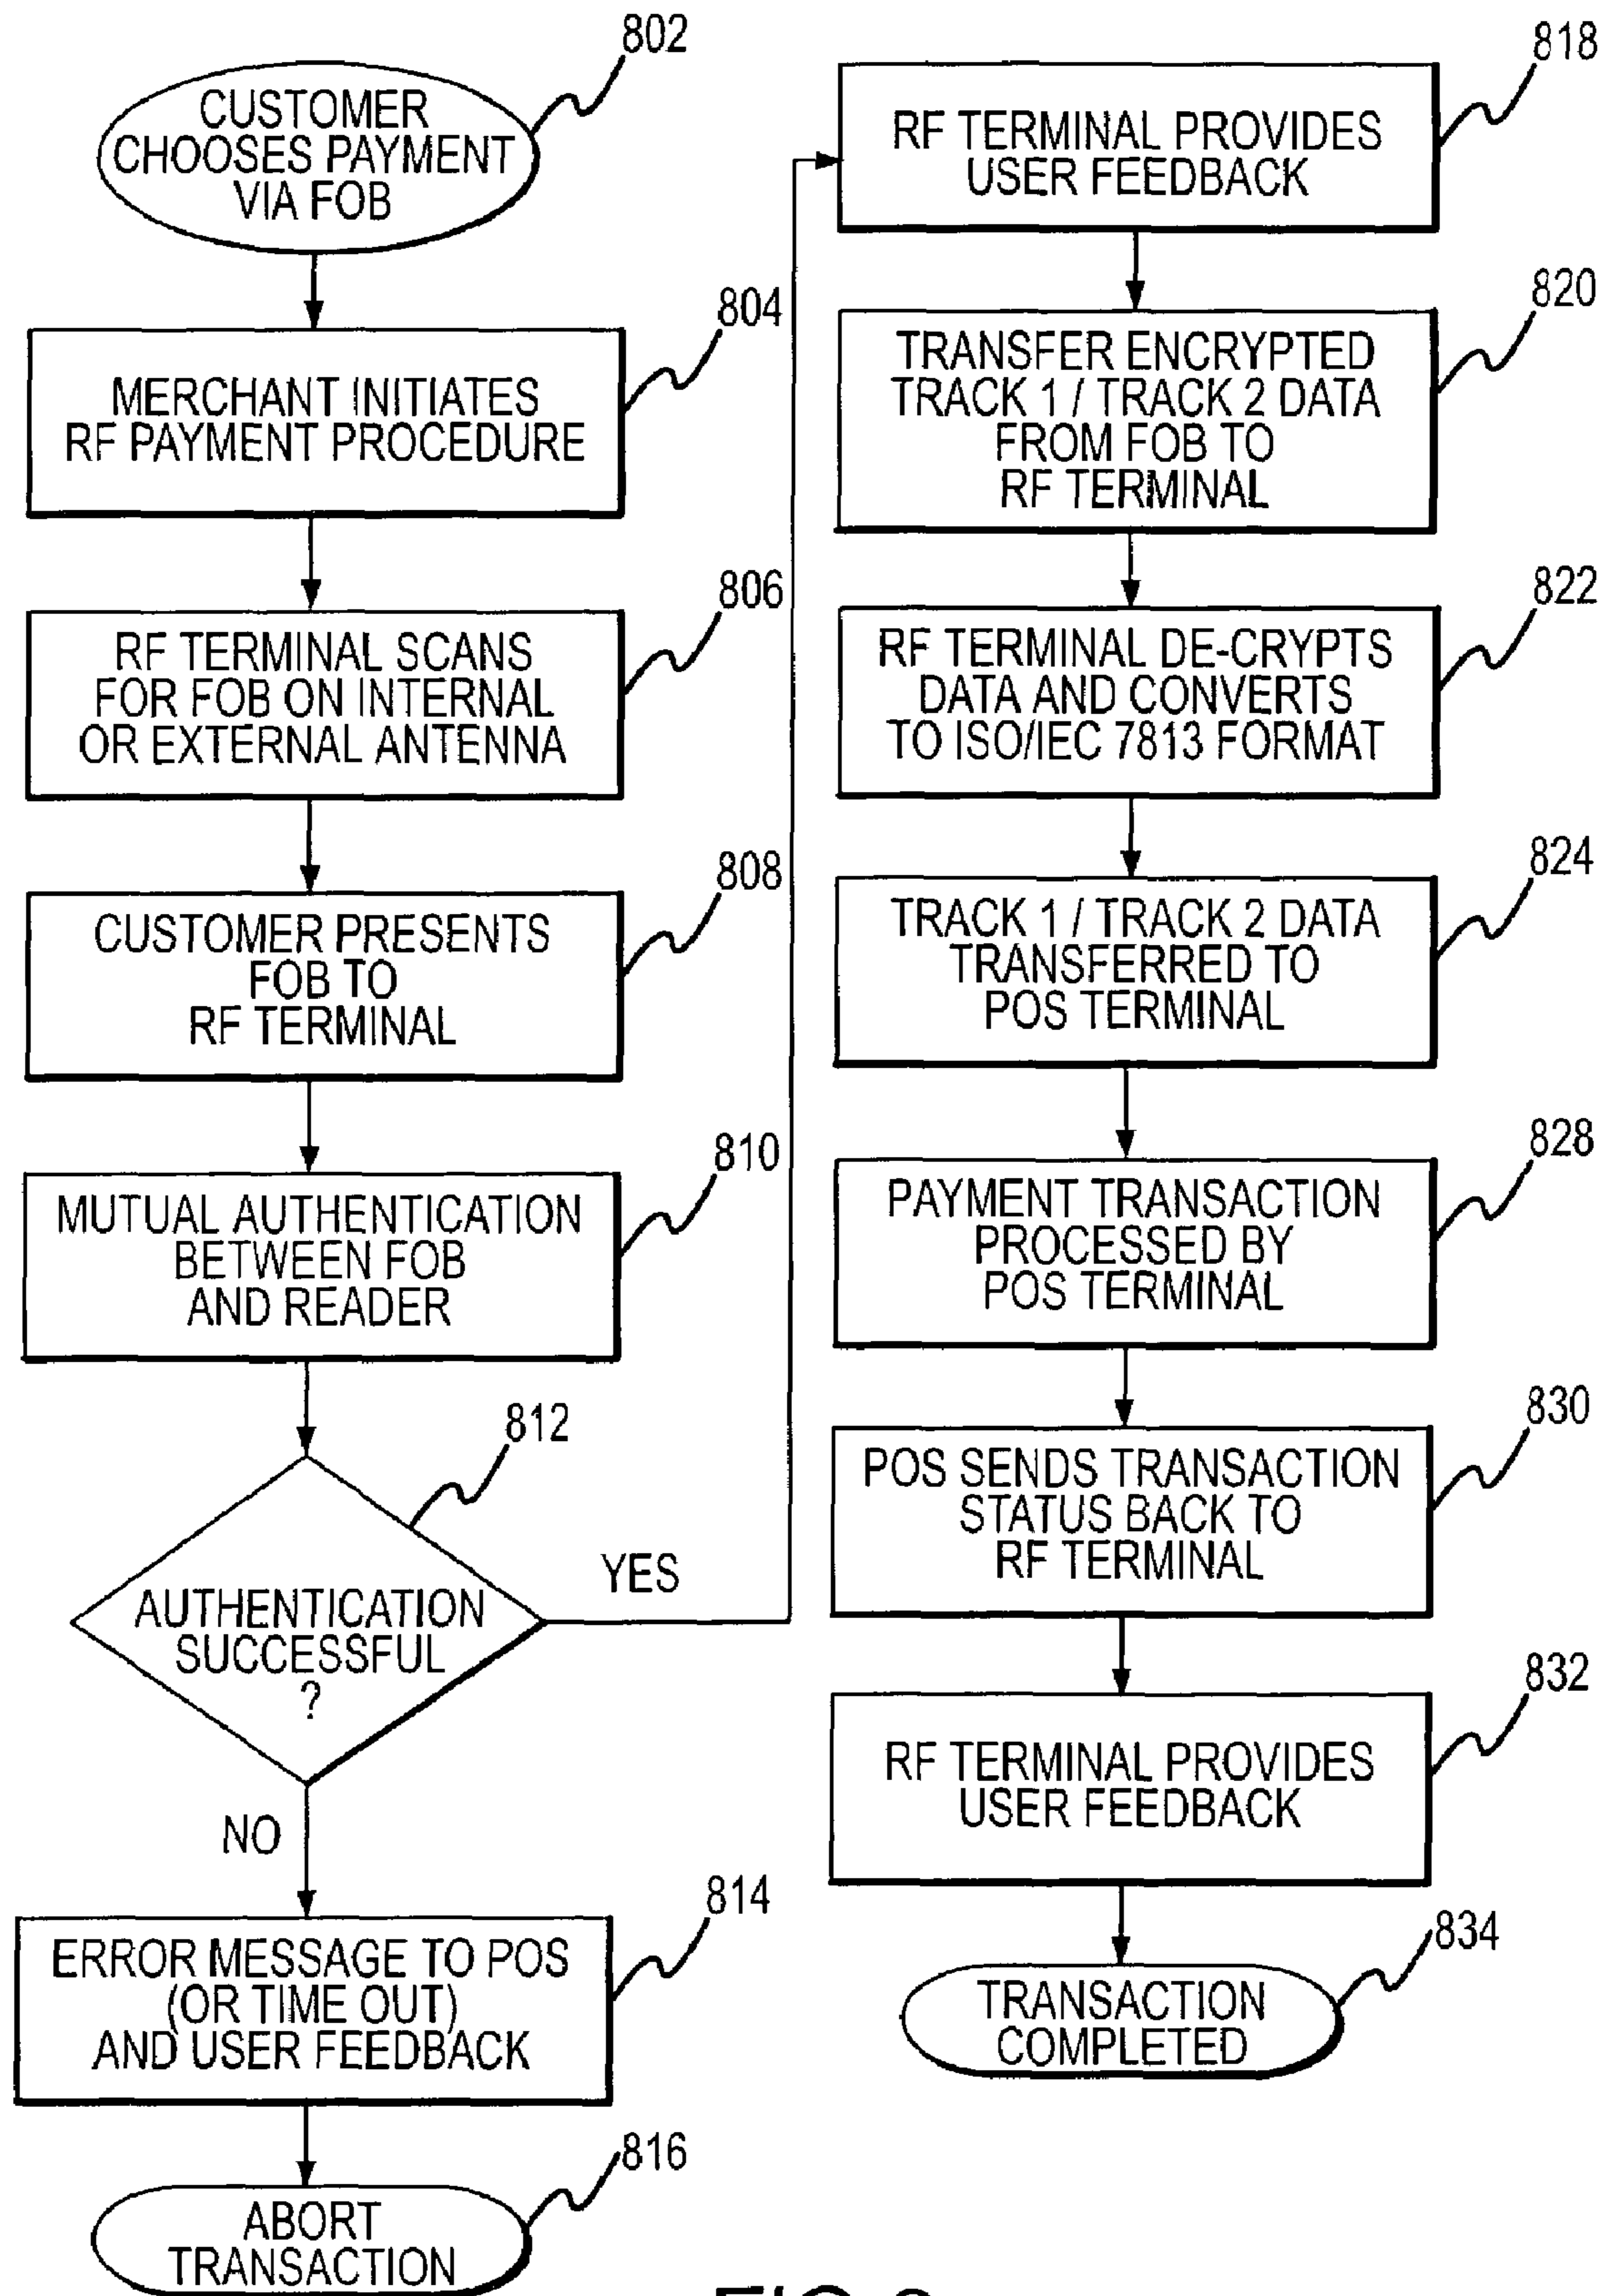 802
CUSTOMER
CHOOSES PAYMENT
VIA FOB
804
MERCHANT INITIATES
RF PAYMENT PROCEDURE
806
RF TERMINAL SCANS
FOR FOB ON INTERNAL
OR EXTERNAL ANTENNA
808
CUSTOMER PRESENTS
FOB TO
RF TERMINAL
810
MUTUAL AUTHENTICATION
BETWEEN FOB
AND READER
812
AUTHENTICATION
SUCCESSFUL
?
YES
NO
814
ERROR MESSAGE TO POS
(OR TIME OUT)
AND USER FEEDBACK
816
ABORT
TRANSACTION
818
RF TERMINAL PROVIDES
USER FEEDBACK
820
TRANSFER ENCRYPTED
TRACK 1 / TRACK 2 DATA
FROM FOB TO
RF TERMINAL
822
RF TERMINAL DE-CRYPTS
DATA AND CONVERTS
TO ISO/IEC 7813 FORMAT
824
TRACK 1 / TRACK 2 DATA
TRANSFERRED TO
POS TERMINAL
828
PAYMENT TRANSACTION
PROCESSED BY
POS TERMINAL
830
POS SENDS TRANSACTION
STATUS BACK TO
RF TERMINAL
832
RF TERMINAL PROVIDES
USER FEEDBACK
834
TRANSACTION
COMPLETED